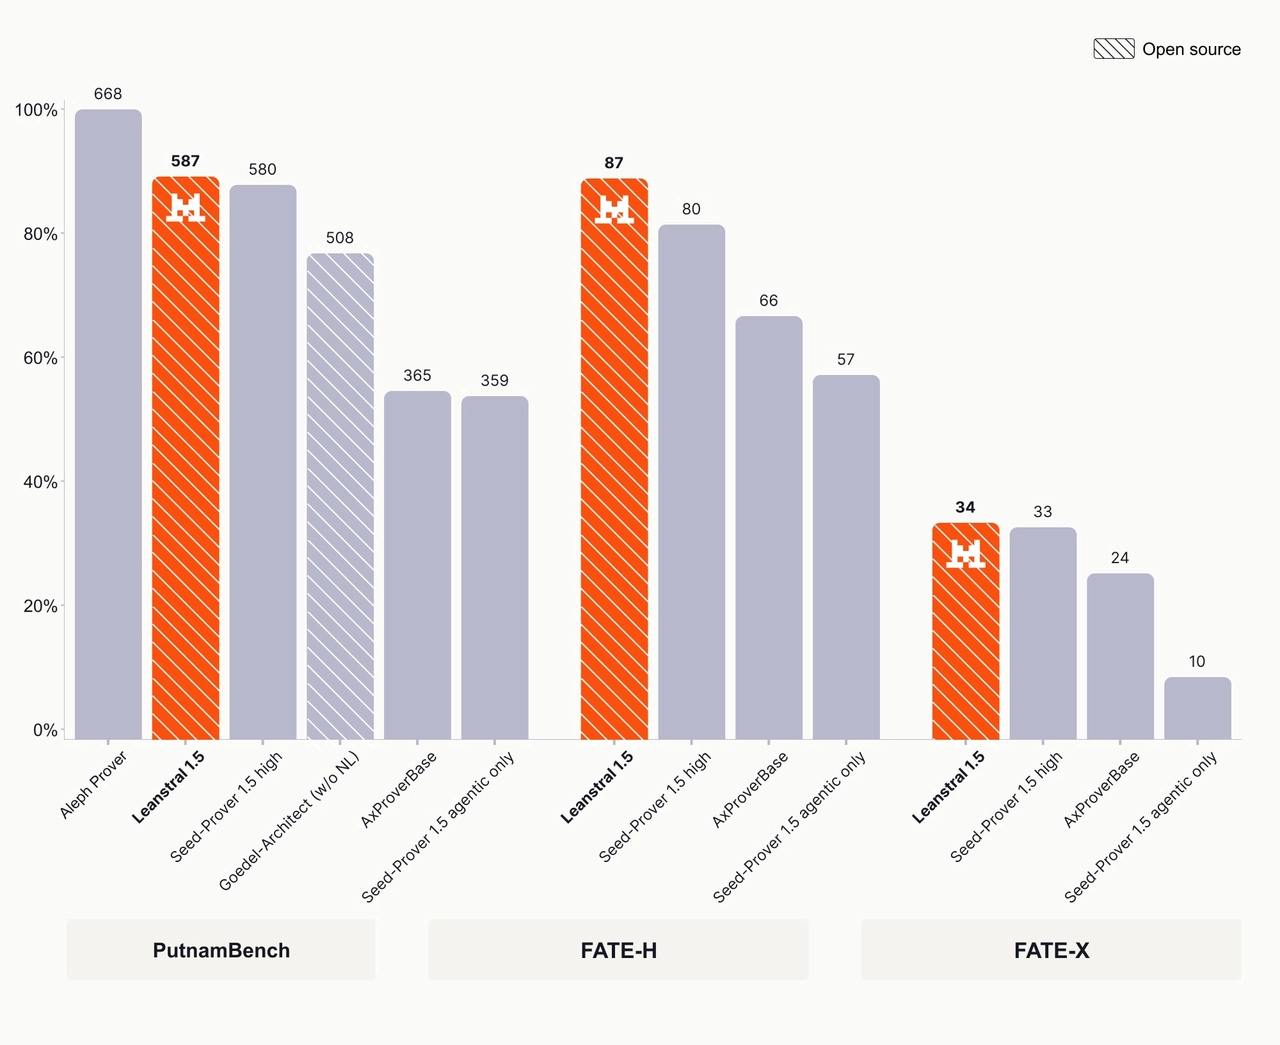 Open source
100%
80%
60%
40%
20%
0%
668
587
580
508
365
359
87
80
66
57
34
33
24
10
Aleph Prover
Leanstral 1.5
Seed-Prover 1.5 high
Goedel-Architect (w/o NL)
AxProverBase
Seed-Prover 1.5 agentic only
Leanstral 1.5
Seed-Prover 1.5 high
AxProverBase
Seed-Prover 1.5 agentic only
Leanstral 1.5
Seed-Prover 1.5 high
AxProverBase
Seed-Prover 1.5 agentic only
PutnamBench
FATE-H
FATE-X